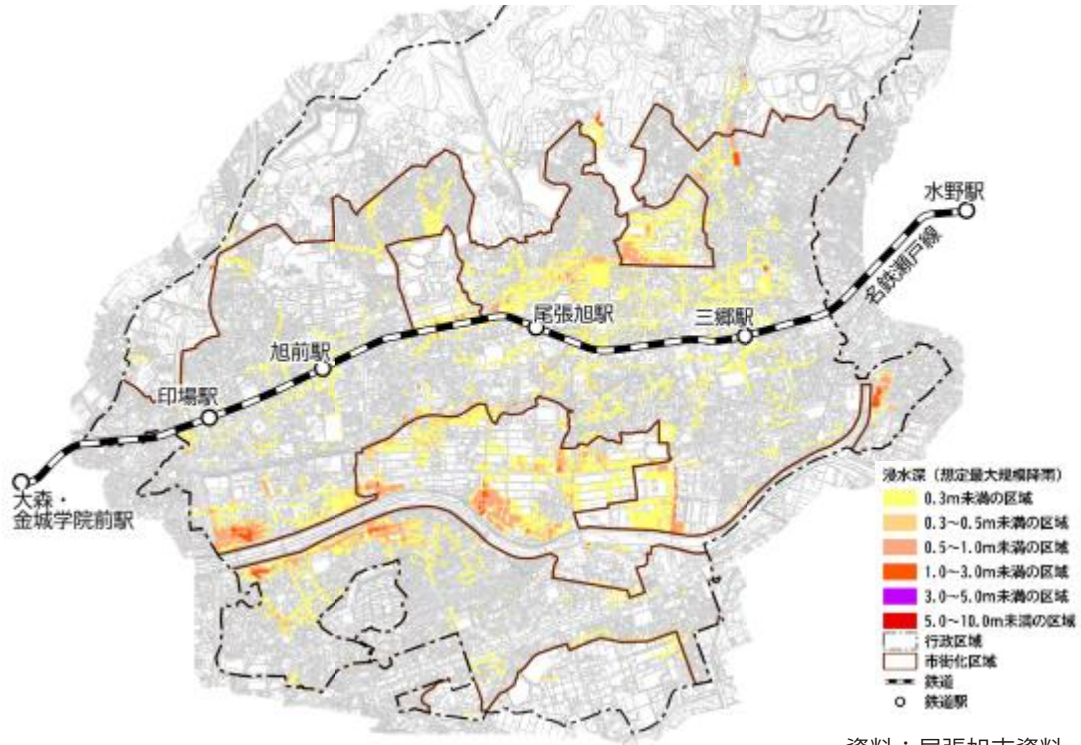 水野駅
名鉄瀬戸線
尾張旭駅
三郷駅
旭前駅
印場駅
大森・
金城学院前駅
浸水深（想定最大規模降雨）
0.3m未満の区域
0.3～0.5m未満の区域
0.5～1.0m未満の区域
1.0～3.0m未満の区域
3.0～5.0m未満の区域
5.0～10.0m未満の区域
行政区域
市街化区域
鉄道
鉄道駅
資料：尾張旭市資料